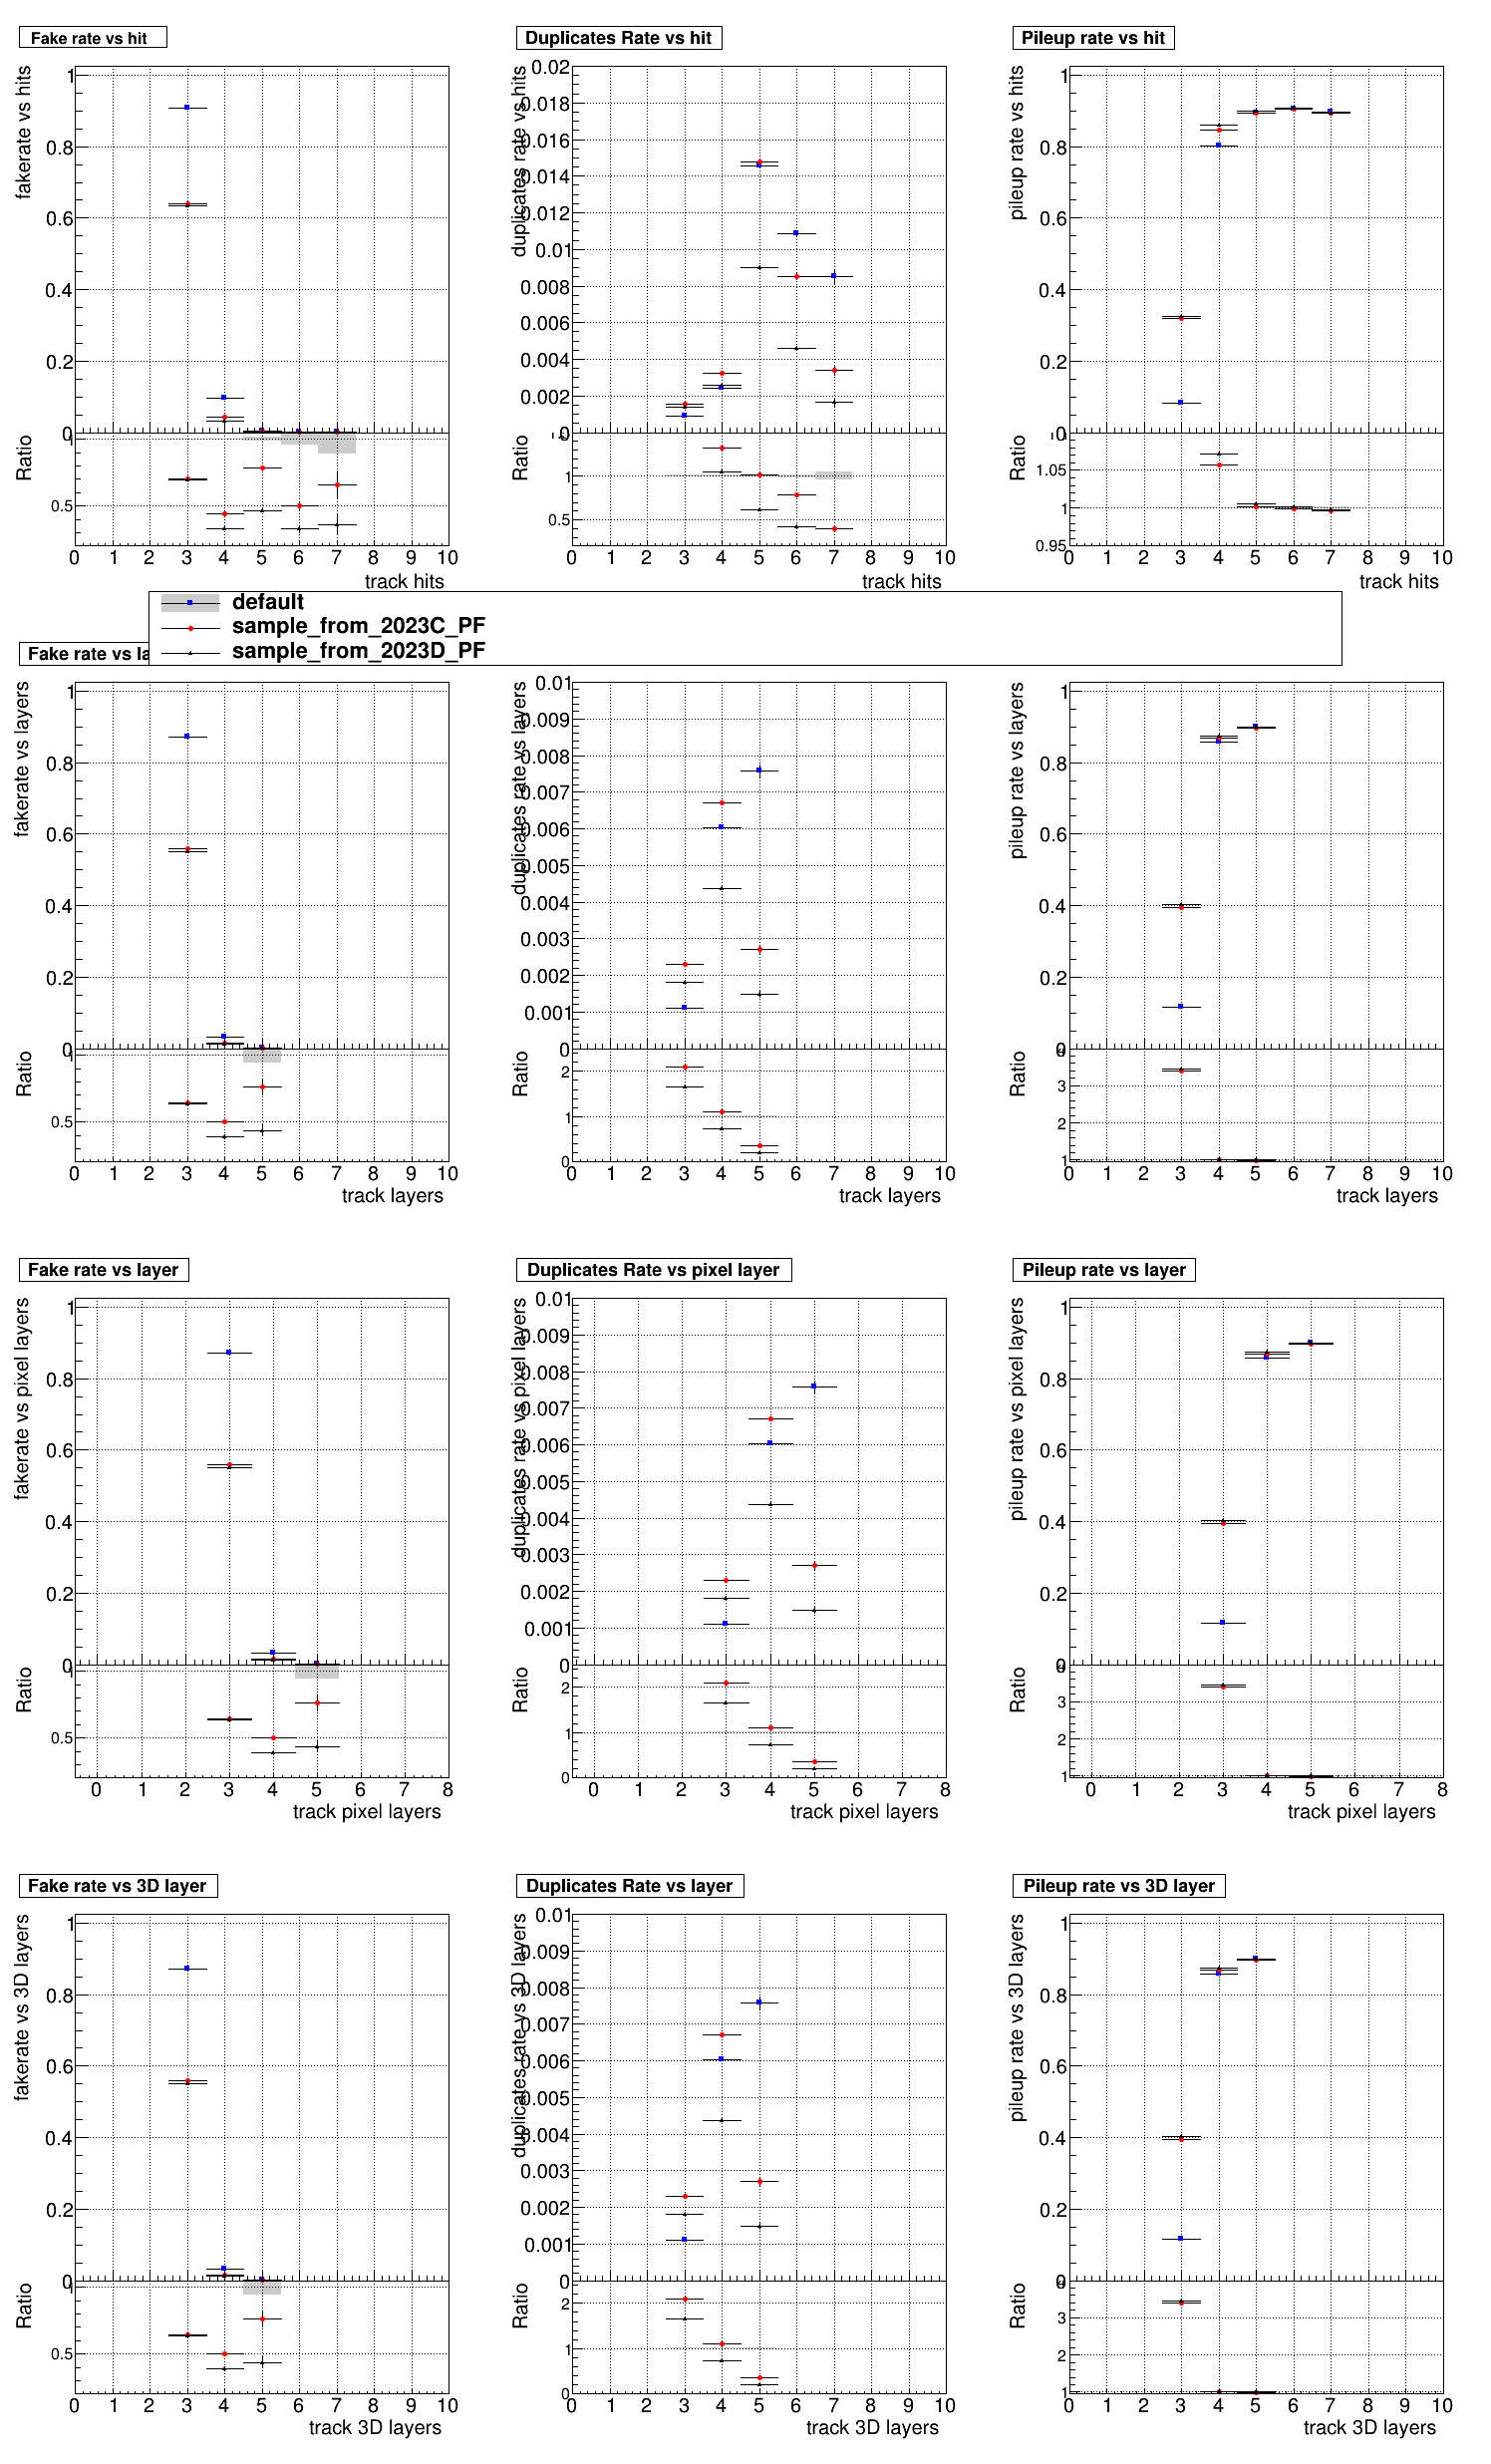 Fake rate vs hit
fakerate vs hits
1
0.8
0.6
0.4
0.2
0
Ratio
1
0.5
0 1 2 3 4 5 6 7 8 9 10
track hits
Duplicates Rate vs hit
duplicates rate vs hits
0.02
0.018
0.016
0.014
0.012
0.01
0.008
0.006
0.004
0.002
0
Ratio
1
0.5
0 1 2 3 4 5 6 7 8 9 10
track hits
Pileup rate vs hit
pileup rate vs hits
1
0.8
0.6
0.4
0.2
0
Ratio
1.05
1
0.95
0 1 2 3 4 5 6 7 8 9 10
track hits
default
sample_from_2023C_PF
sample_from_2023D_PF
Fake rate vs la
fakerate vs layers
1
0.8
0.6
0.4
0.2
0
Ratio
1
0.5
0 1 2 3 4 5 6 7 8 9 10
track layers
duplicates rate vs layers
0.01
0.009
0.008
0.007
0.006
0.005
0.004
0.003
0.002
0.001
0
Ratio
2
1
0
0 1 2 3 4 5 6 7 8 9 10
track layers
pileup rate vs layers
1
0.8
0.6
0.4
0.2
0
Ratio
3
2
1
0 1 2 3 4 5 6 7 8 9 10
track layers
Fake rate vs layer
fakerate vs pixel layers
1
0.8
0.6
0.4
0.2
0
Ratio
1
0.5
0 1 2 3 4 5 6 7 8
track pixel layers
Duplicates Rate vs pixel layer
duplicates rate vs pixel layers
0.01
0.009
0.008
0.007
0.006
0.005
0.004
0.003
0.002
0.001
0
Ratio
2
1
0
0 1 2 3 4 5 6 7 8
track pixel layers
Pileup rate vs layer
pileup rate vs pixel layers
1
0.8
0.6
0.4
0.2
0
Ratio
3
2
1
0 1 2 3 4 5 6 7 8
track pixel layers
Fake rate vs 3D layer
fakerate vs 3D layers
1
0.8
0.6
0.4
0.2
0
Ratio
1
0.5
0 1 2 3 4 5 6 7 8 9 10
track 3D layers
Duplicates Rate vs layer
duplicates rate vs 3D layers
0.01
0.009
0.008
0.007
0.006
0.005
0.004
0.003
0.002
0.001
0
Ratio
2
1
0
0 1 2 3 4 5 6 7 8 9 10
track 3D layers
Pileup rate vs 3D layer
pileup rate vs 3D layers
1
0.8
0.6
0.4
0.2
0
Ratio
3
2
1
0 1 2 3 4 5 6 7 8 9 10
track 3D layers